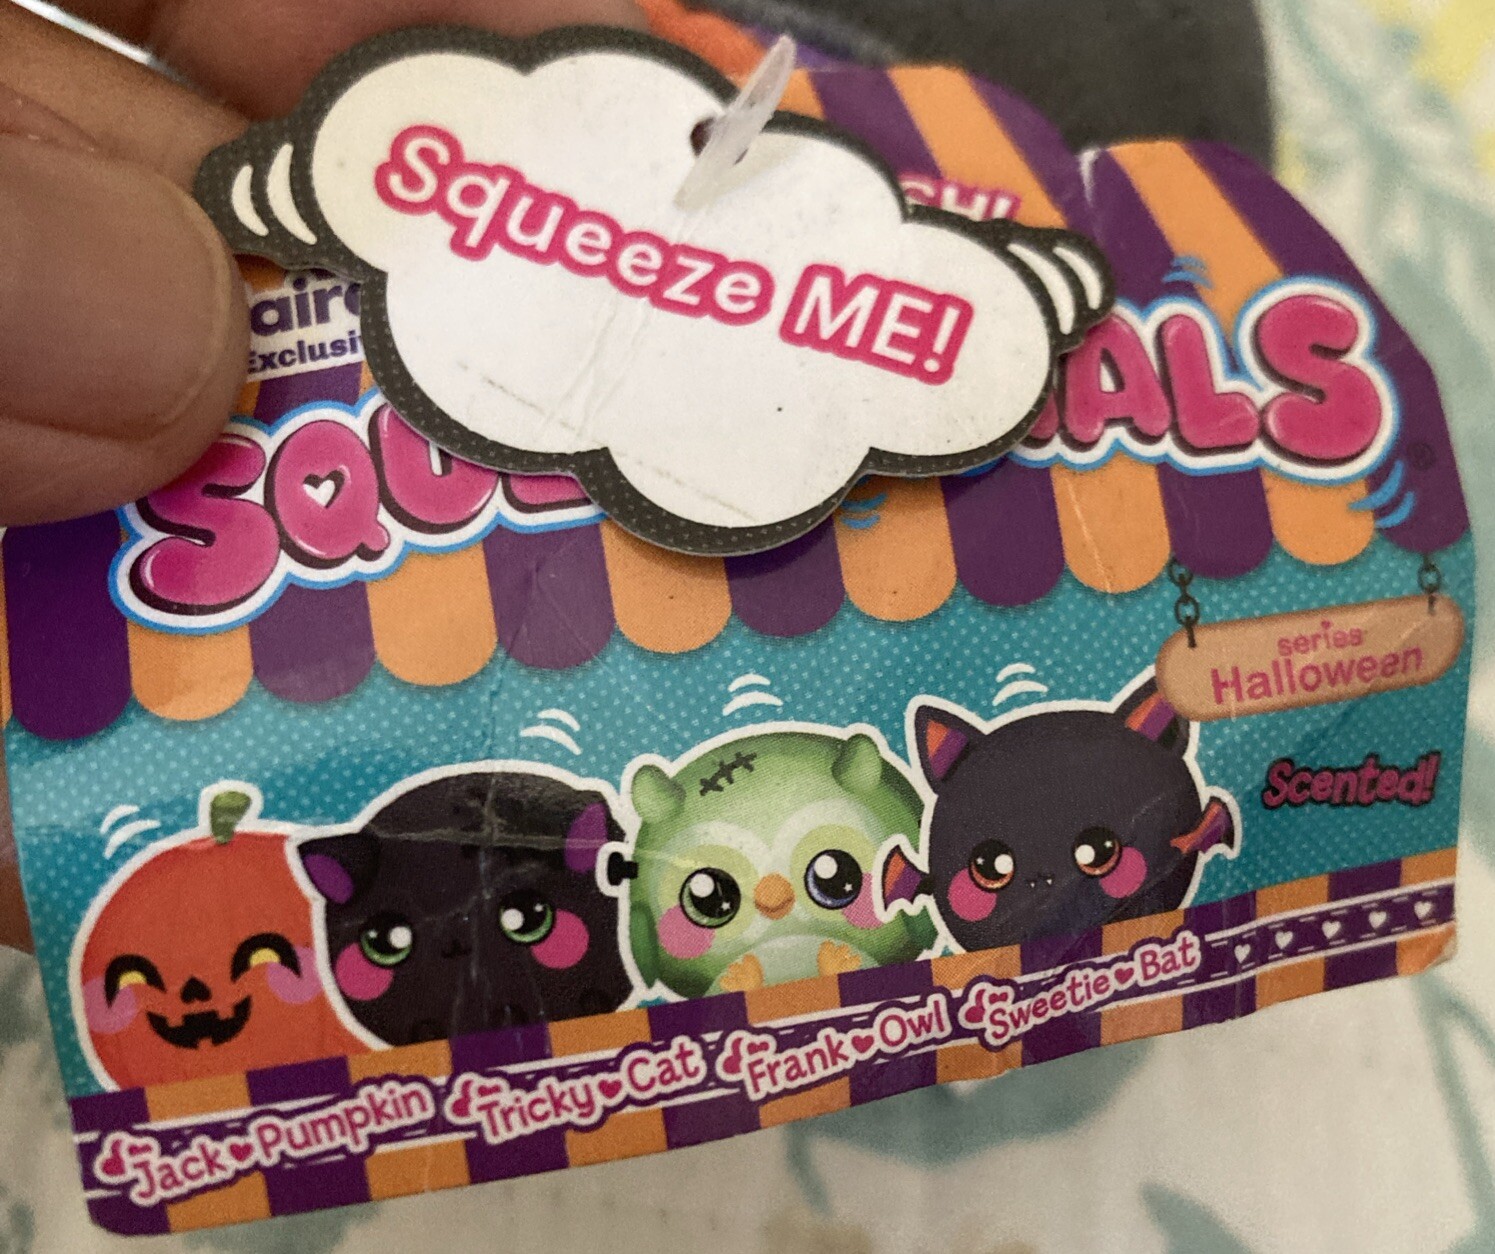 Squeeze ME!
series
Halloween
Scented!
Jack♥Pumpkin
Tricky♥Cat
Frank♥Owl
Sweetie♥Bat